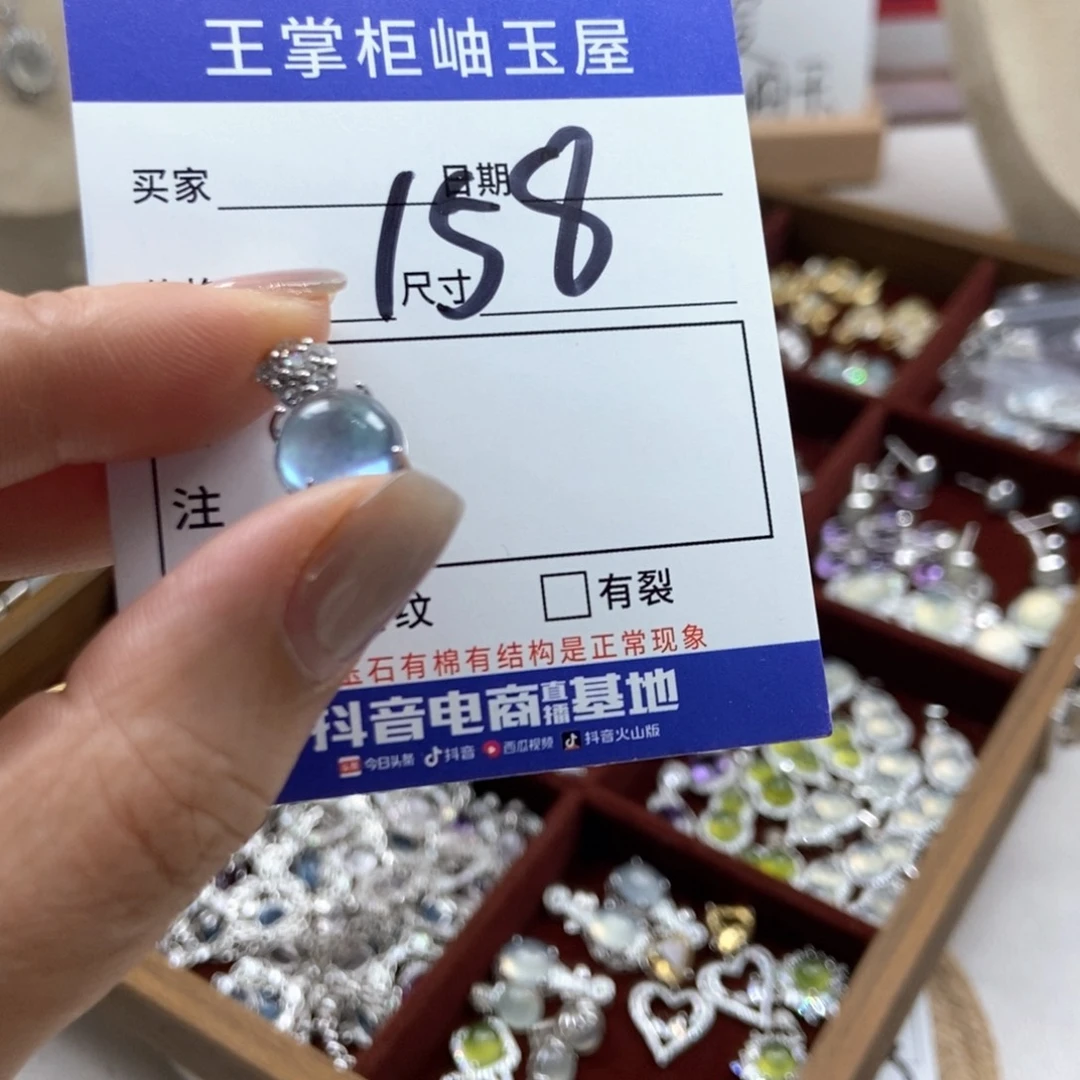 王掌柜岫玉屋
买家 日期
158
尺寸
注
纹 有裂
玉石有棉有结构是正常现象
抖音电商直播基地
今日头条 抖音 西瓜视频 抖音火山版